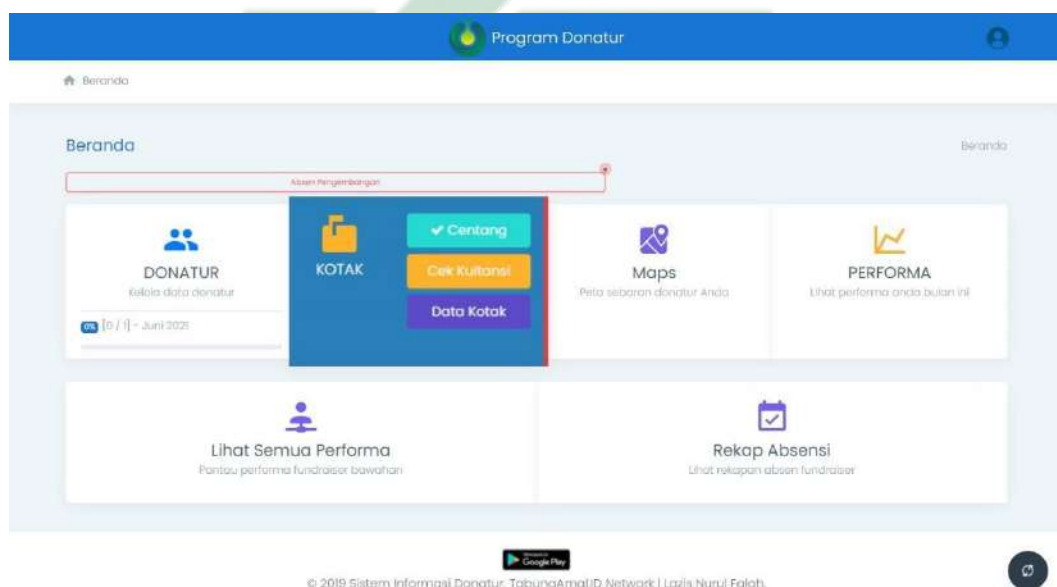 Program Donatur
Beranda
Beranda
Beranda
Absen Pengembangan
DONATUR
Kelola data donatur
0% [0 / 1] - Juni 2021
KOTAK
Centang
Cek Kuitansi
Data Kotak
Maps
Peta sebaran donatur Anda
PERFORMA
Lihat performa anda bulan ini
Lihat Semua Performa
Pantau performa fundraiser bawahan
Rekap Absensi
Lihat rekapan absen fundraiser
Google Play
© 2019 Sistem Informasi Donatur. TabungAmal.ID Network | Lazis Nurul Falah.